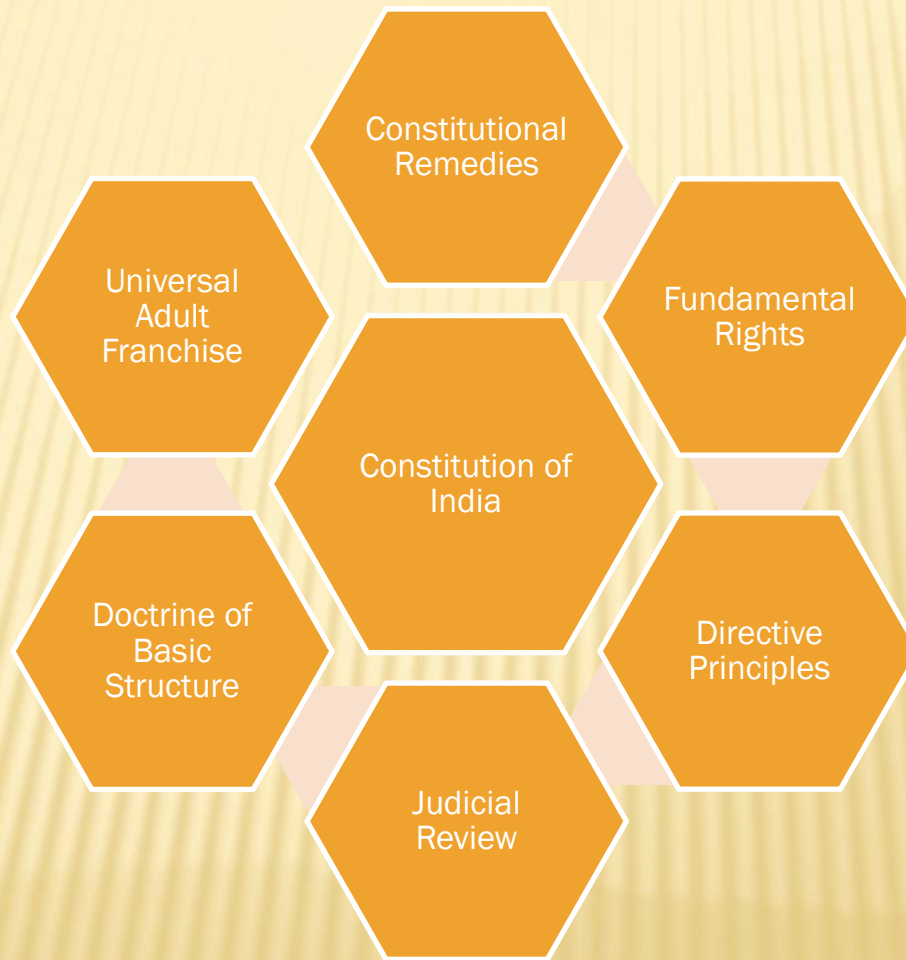 Constitutional
Remedies
Universal
Adult
Franchise
Fundamental
Rights
Constitution of
India
Doctrine of
Basic
Structure
Directive
Principles
Judicial
Review